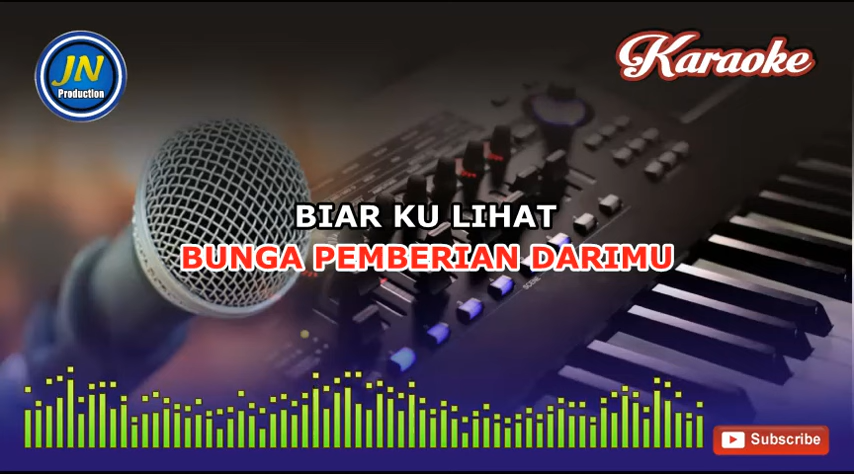 JN
Production
Karaoke
BIAR KU LIHAT
BUNGA PEMBERIAN DARIMU
Subscribe